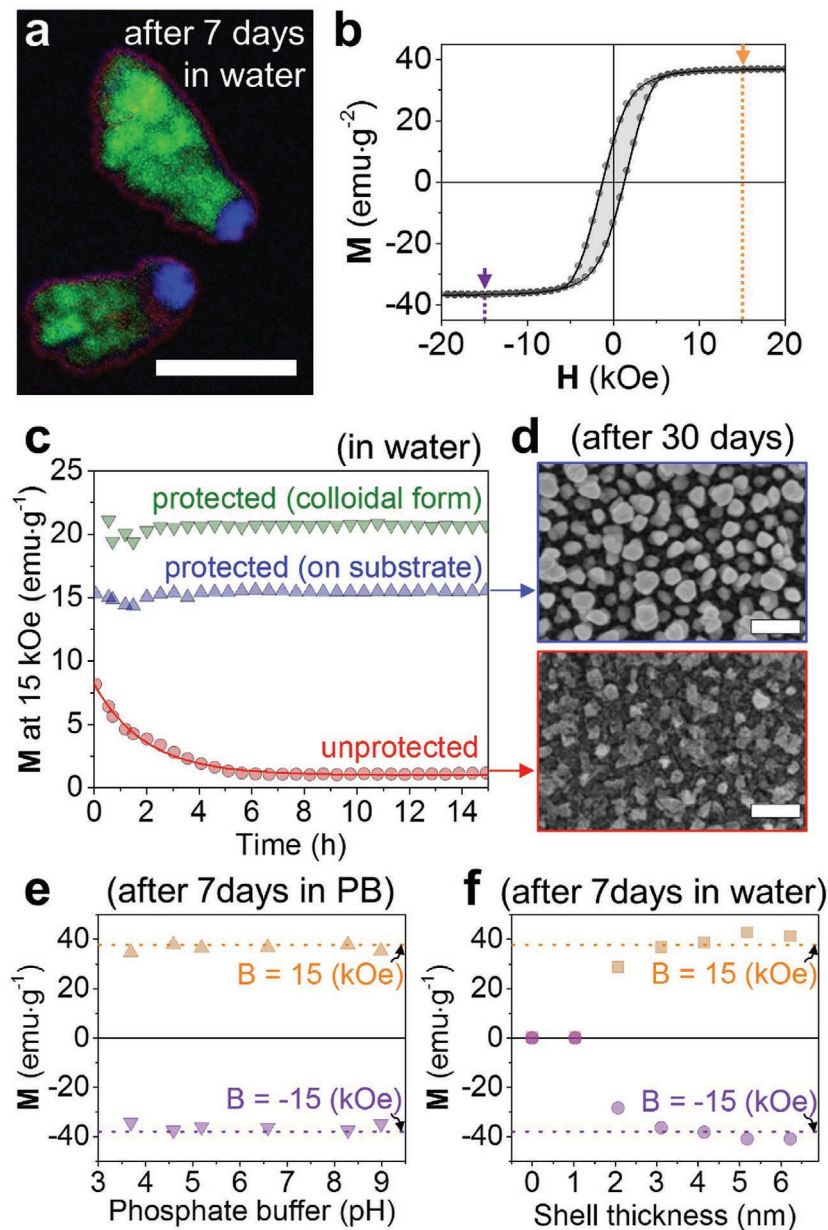 a
after 7 days
in water
b
M (emu·g⁻²)
40
20
0
-20
-40
-20
-10
0
10
20
H (kOe)
c
(in water)
M at 15 kOe (emu·g⁻¹)
25
20
15
10
5
0
protected (colloidal form)
protected (on substrate)
unprotected
0
2
4
6
8
10
12
14
Time (h)
d
(after 30 days)
e
(after 7days in PB)
M (emu·g⁻¹)
40
20
0
-20
-40
B = 15 (kOe)
B = -15 (kOe)
3
4
5
6
7
8
9
Phosphate buffer (pH)
f
(after 7days in water)
M (emu·g⁻¹)
40
20
0
-20
-40
B = 15 (kOe)
B = -15 (kOe)
0
1
2
3
4
5
6
Shell thickness (nm)